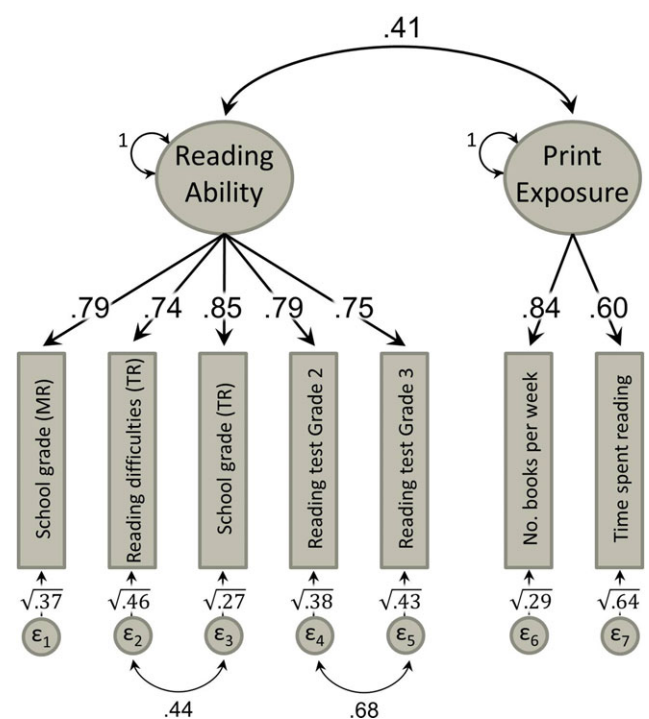 .41
1
Reading
Ability
1
Print
Exposure
.79 .74 .85 .79 .75 .84 .60
School grade (MR)
Reading difficulties (TR)
School grade (TR)
Reading test Grade 2
Reading test Grade 3
No. books per week
Time spent reading
√.37 √.46 √.27 √.38 √.43 √.29 √.64
ε₁ ε₂ ε₃ ε₄ ε₅ ε₆ ε₇
.44 .68